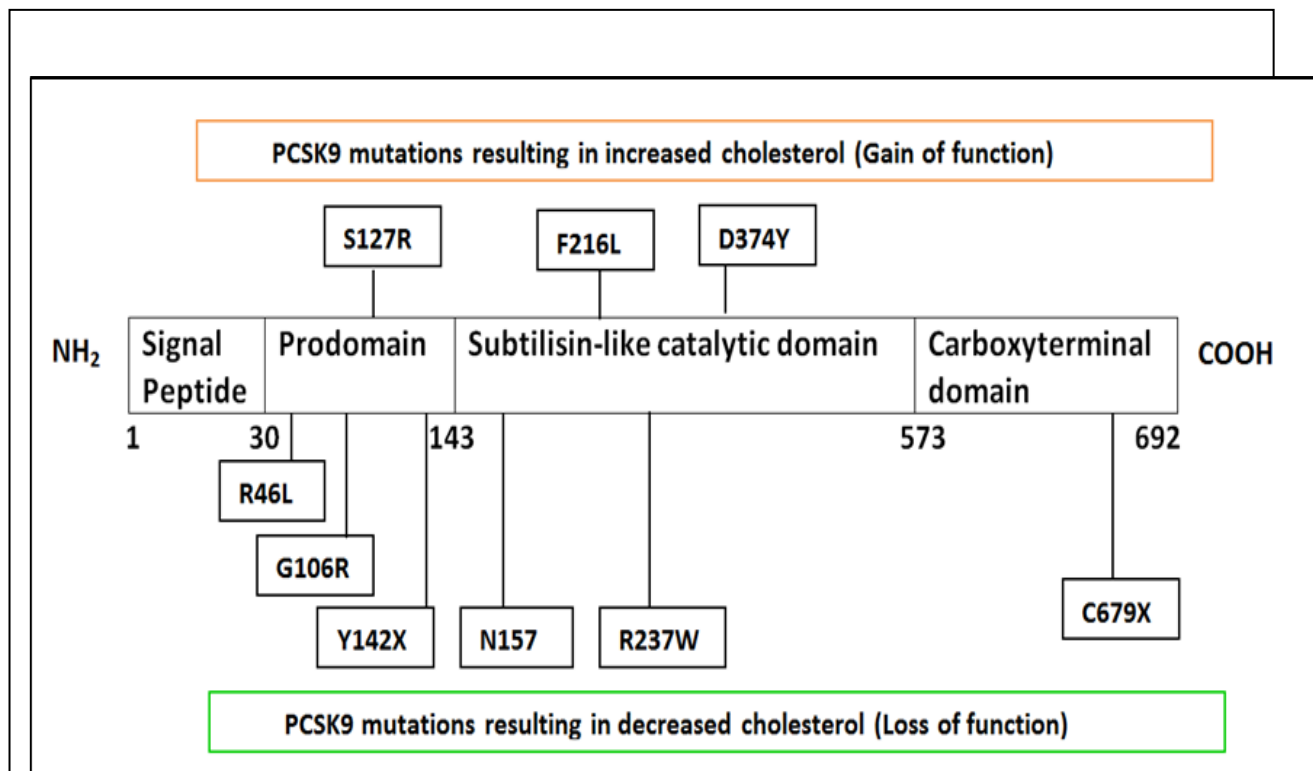 PCSK9 mutations resulting in increased cholesterol (Gain of function)
S127R
F216L
D374Y
NH₂
Signal
Peptide
Prodomain
Subtilisin-like catalytic domain
Carboxyterminal
domain
COOH
1
30
143
573
692
R46L
G106R
Y142X
N157
R237W
C679X
PCSK9 mutations resulting in decreased cholesterol (Loss of function)